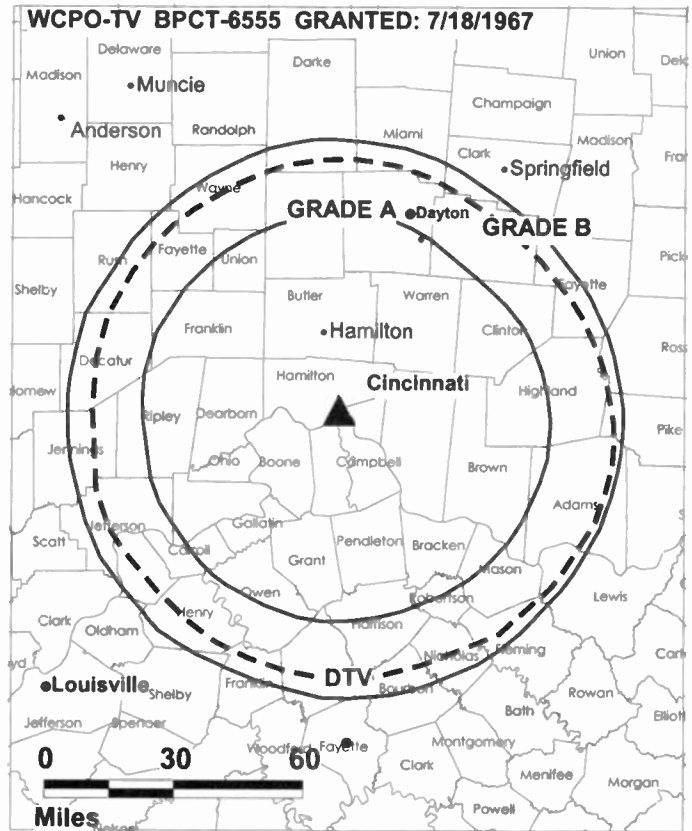 WCPO-TV BPCT-6555 GRANTED: 7/18/1967
Delaware
Union
Darke
Madison
Muncie
Champaign
Anderson
Randolph
Miami
Madison
Clark
Henry
Springfield
Wayne
Hancock
GRADE A
Dayton
GRADE B
Fayette
Rush
Union
Fayette
Shelby
Butler
Warren
Franklin
Hamilton
Clinton
Ross
Decatur
Hamilton
Cincinnati
Highland
Ripley
Dearborn
Pike
Jennings
Ohio
Boone
Campbell
Brown
Adams
Jefferson
Gallatin
Scott
Carroll
Grant
Pendleton
Bracken
Mason
Owen
Robertson
Lewis
Henry
Clark
Oldham
Harrison
Nicholas
Fleming
DTV
Louisville
Shelby
Franklin
Bourbon
Rowan
Bath
Elliott
Jefferson
Spencer
Woodford
Fayette
Montgomery
0 30 60
Clark
Menifee
Morgan
Powell
Miles